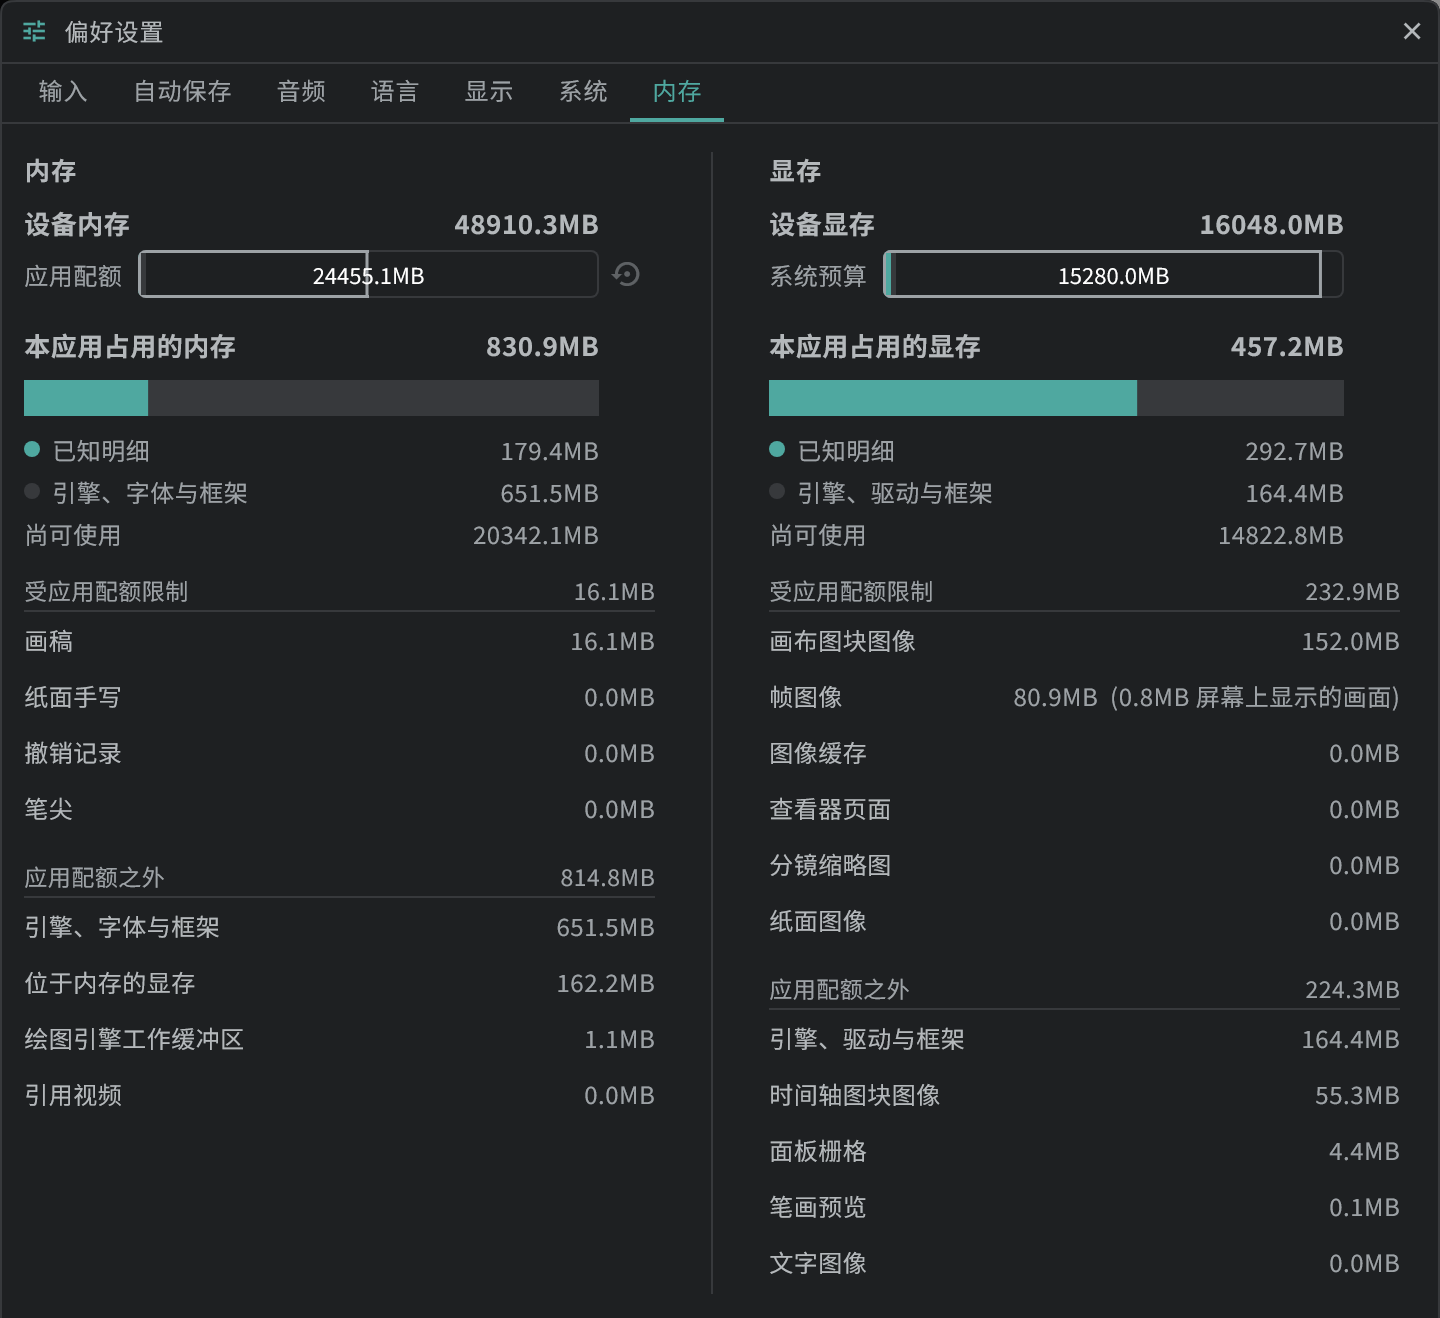 偏好设置
输入 自动保存 音频 语言 显示 系统 内存
内存
设备内存 48910.3MB
应用配额 24455.1MB
本应用占用的内存 830.9MB
已知明细 179.4MB
引擎、字体与框架 651.5MB
尚可使用 20342.1MB
受应用配额限制 16.1MB
画稿 16.1MB
纸面手写 0.0MB
撤销记录 0.0MB
笔尖 0.0MB
应用配额之外 814.8MB
引擎、字体与框架 651.5MB
位于内存的显存 162.2MB
绘图引擎工作缓冲区 1.1MB
引用视频 0.0MB
显存
设备显存 16048.0MB
系统预算 15280.0MB
本应用占用的显存 457.2MB
已知明细 292.7MB
引擎、驱动与框架 164.4MB
尚可使用 14822.8MB
受应用配额限制 232.9MB
画布图块图像 152.0MB
帧图像 80.9MB (0.8MB 屏幕上显示的画面)
图像缓存 0.0MB
查看器页面 0.0MB
分镜缩略图 0.0MB
纸面图像 0.0MB
应用配额之外 224.3MB
引擎、驱动与框架 164.4MB
时间轴图块图像 55.3MB
面板栅格 4.4MB
笔画预览 0.1MB
文字图像 0.0MB